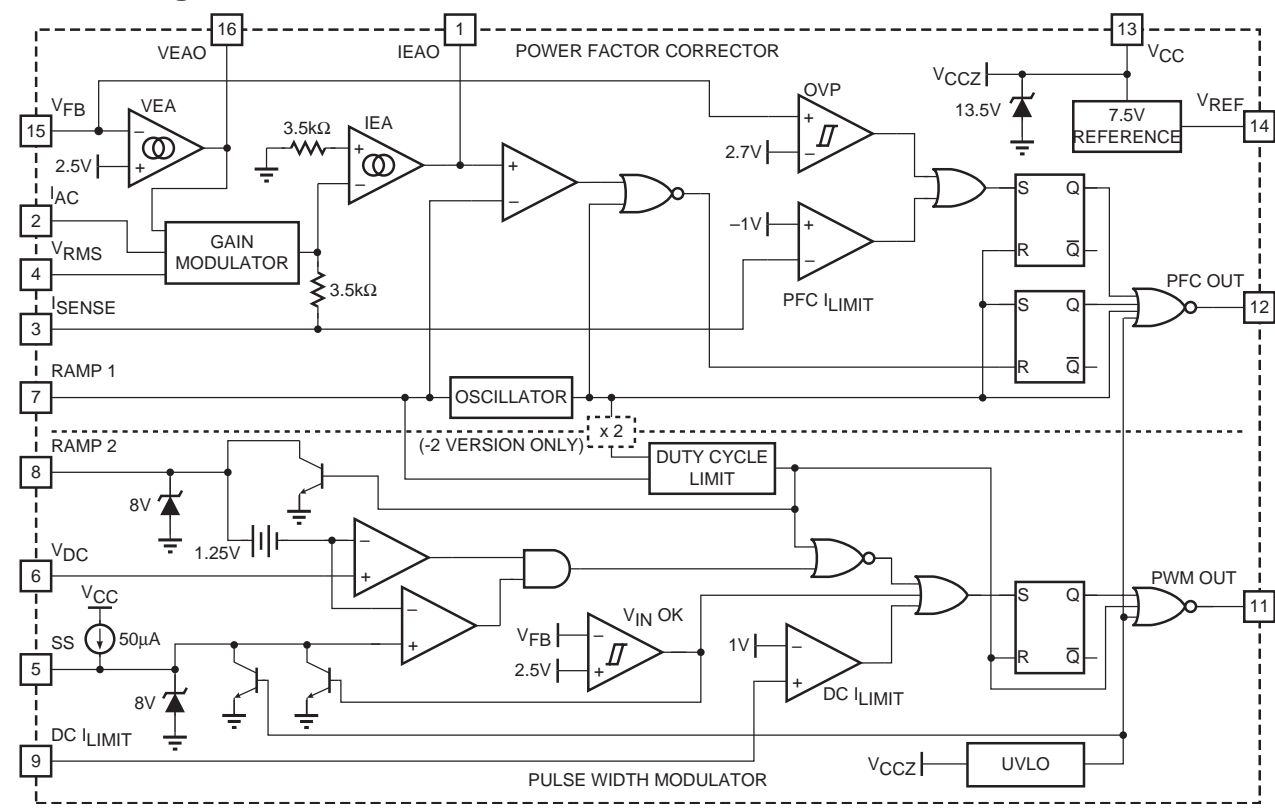 16
1
13
VEAO
IEAO
POWER FACTOR CORRECTOR
VCC
VCCZ
13.5V
7.5V
REFERENCE
VREF
14
VFB
15
VEA
−
+
2.5V
3.5kΩ
IEA
+
−
+
−
OVP
+
−
2.7V
IAC
2
VRMS
4
GAIN
MODULATOR
3.5kΩ
ISENSE
3
–1V
+
−
PFC ILIMIT
S Q
R Q̅
S Q
R Q̅
PFC OUT
12
RAMP 1
7
OSCILLATOR
x 2
(-2 VERSION ONLY)
RAMP 2
8
DUTY CYCLE
LIMIT
8V
1.25V
−
+
VDC
6
−
+
VCC
50µA
SS
5
8V
VIN OK
VFB
−
2.5V
+
1V
−
+
DC ILIMIT
S Q
R Q̅
PWM OUT
11
DC ILIMIT
9
VCCZ
UVLO
PULSE WIDTH MODULATOR